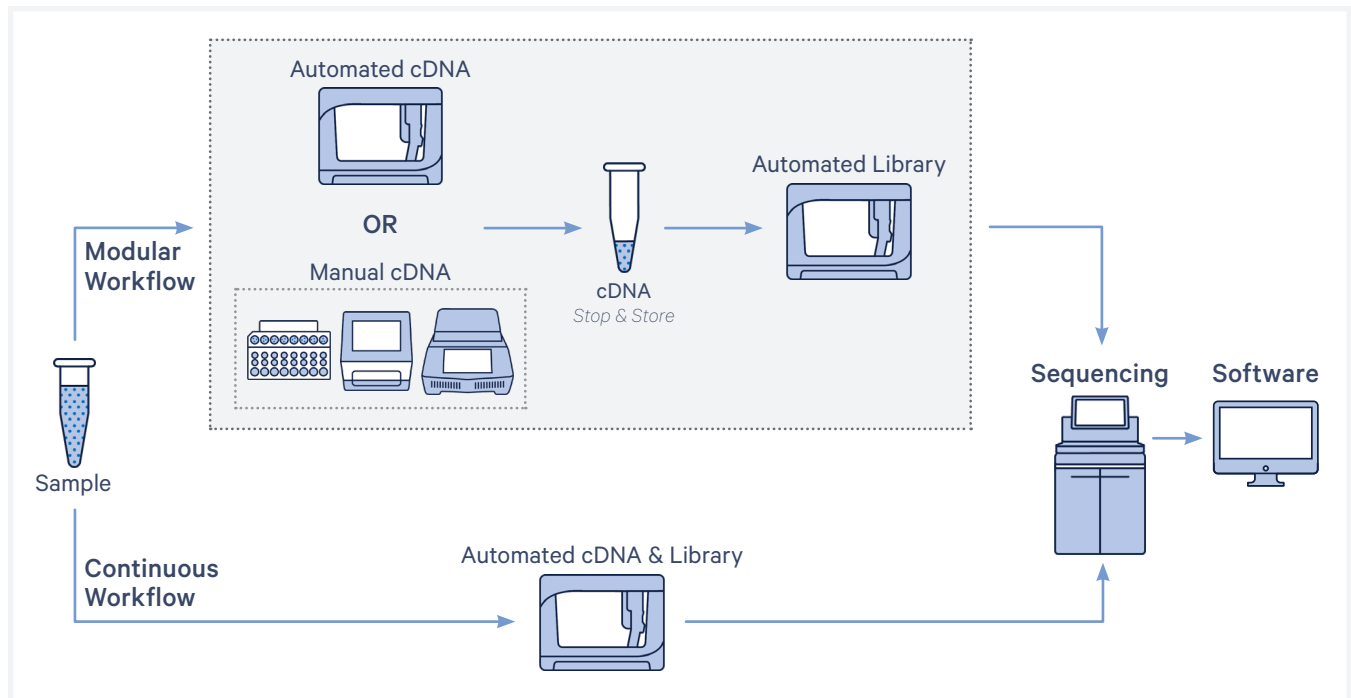 Automated cDNA
Automated Library
OR
Modular
Workflow
Manual cDNA
cDNA
Stop & Store
Sequencing
Software
Sample
Automated cDNA & Library
Continuous
Workflow